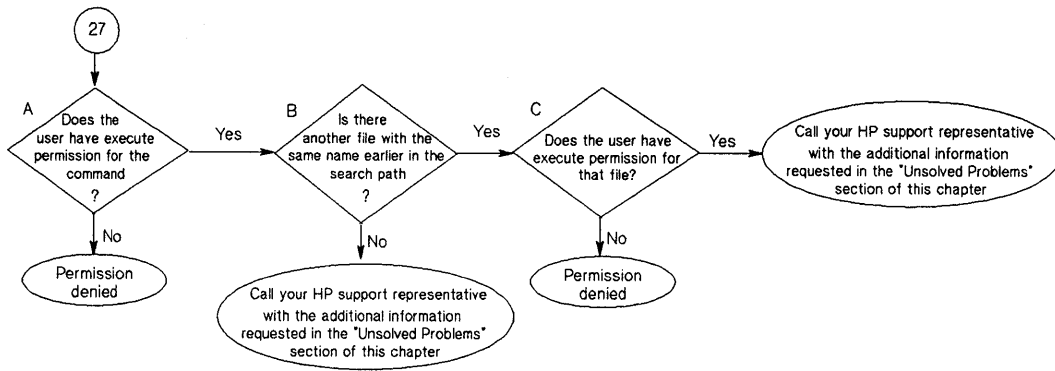 27
A
Does the
user have execute
permission for the
command
?
Yes
No
Permission
denied
B
Is there
another file with the
same name earlier in the
search path
?
Yes
No
Call your HP support representative
with the additional information
requested in the "Unsolved Problems"
section of this chapter
C
Does the user have
execute permission for
that file?
Yes
No
Permission
denied
Call your HP support representative
with the additional information
requested in the "Unsolved Problems"
section of this chapter